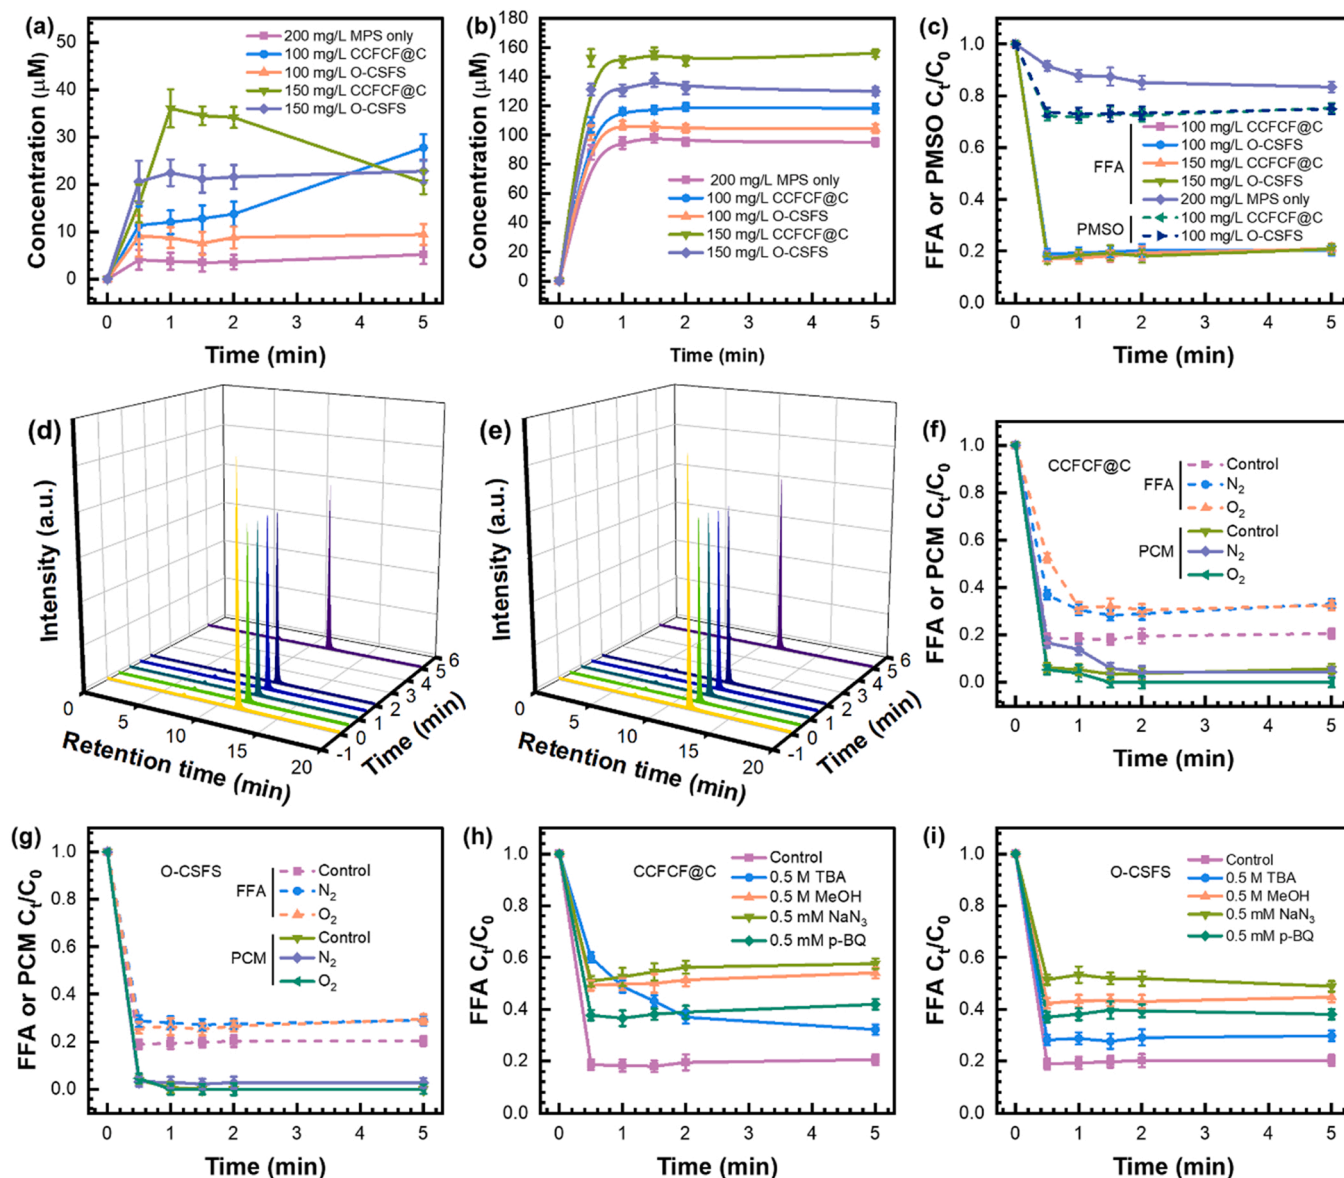 (a)
Concentration (μM)
50
40
30
20
10
0
200 mg/L MPS only
100 mg/L CCFCF@C
100 mg/L O-CSFS
150 mg/L CCFCF@C
150 mg/L O-CSFS
0 1 2 3 4 5
Time (min)
(b)
Concentration (μM)
180
160
140
120
100
80
60
40
20
0
200 mg/L MPS only
100 mg/L CCFCF@C
100 mg/L O-CSFS
150 mg/L CCFCF@C
150 mg/L O-CSFS
0 1 2 3 4 5
Time (min)
(c)
FFA or PMSO Ct/C0
1.0
0.8
0.6
0.4
0.2
0.0
FFA
100 mg/L CCFCF@C
100 mg/L O-CSFS
150 mg/L CCFCF@C
150 mg/L O-CSFS
200 mg/L MPS only
PMSO
100 mg/L CCFCF@C
100 mg/L O-CSFS
0 1 2 3 4 5
Time (min)
(d)
Intensity (a.u.)
0 5 10 15 20
Retention time (min)
-1 0 1 2 3 4 5 6
Time (min)
(e)
Intensity (a.u.)
0 5 10 15 20
Retention time (min)
-1 0 1 2 3 4 5 6
Time (min)
(f)
FFA or PCM Ct/C0
1.0
0.8
0.6
0.4
0.2
0.0
CCFCF@C
FFA
Control
N2
O2
PCM
Control
N2
O2
0 1 2 3 4 5
Time (min)
(g)
FFA or PCM Ct/C0
1.0
0.8
0.6
0.4
0.2
0.0
O-CSFS
FFA
Control
N2
O2
PCM
Control
N2
O2
0 1 2 3 4 5
Time (min)
(h)
FFA Ct/C0
1.0
0.8
0.6
0.4
0.2
0.0
CCFCF@C
Control
0.5 M TBA
0.5 M MeOH
0.5 mM NaN3
0.5 mM p-BQ
0 1 2 3 4 5
Time (min)
(i)
FFA Ct/C0
1.0
0.8
0.6
0.4
0.2
0.0
O-CSFS
Control
0.5 M TBA
0.5 M MeOH
0.5 mM NaN3
0.5 mM p-BQ
0 1 2 3 4 5
Time (min)